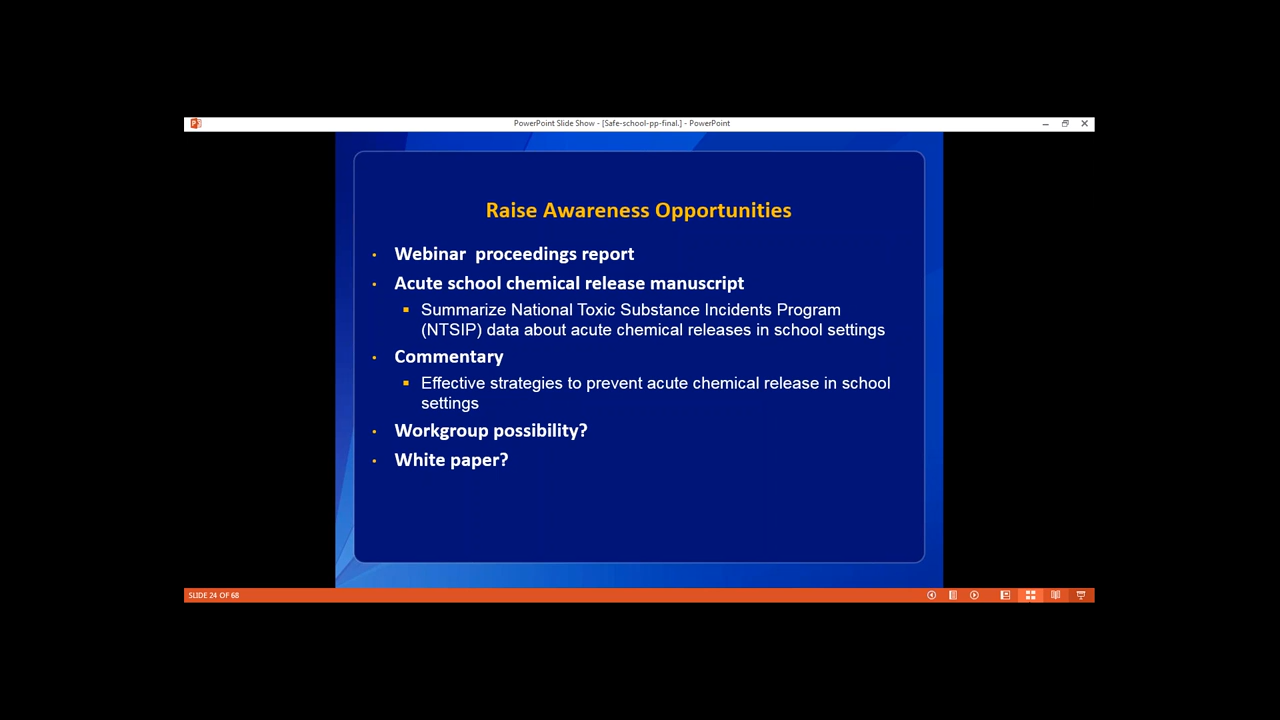 PowerPoint Slide Show - [Safe-school-pp-final.] - PowerPoint
Raise Awareness Opportunities
• Webinar  proceedings report
• Acute school chemical release manuscript
▪ Summarize National Toxic Substance Incidents Program
(NTSIP) data about acute chemical releases in school settings
• Commentary
▪ Effective strategies to prevent acute chemical release in school
settings
• Workgroup possibility?
• White paper?
SLIDE 24 OF 68